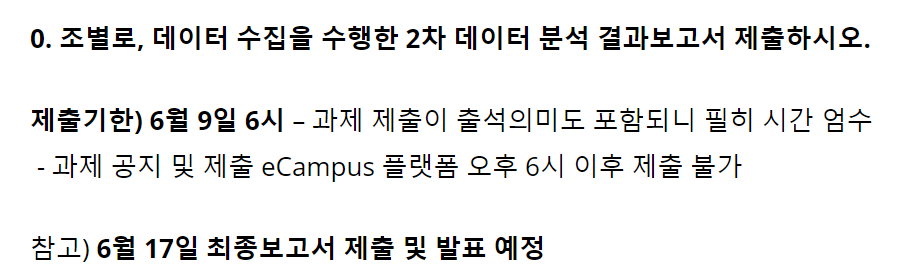 0. 조별로, 데이터 수집을 수행한 2차 데이터 분석 결과보고서 제출하시오.
제출기한) 6월 9일 6시 – 과제 제출이 출석의미도 포함되니 필히 시간 엄수
- 과제 공지 및 제출 eCampus 플랫폼 오후 6시 이후 제출 불가
참고) 6월 17일 최종보고서 제출 및 발표 예정